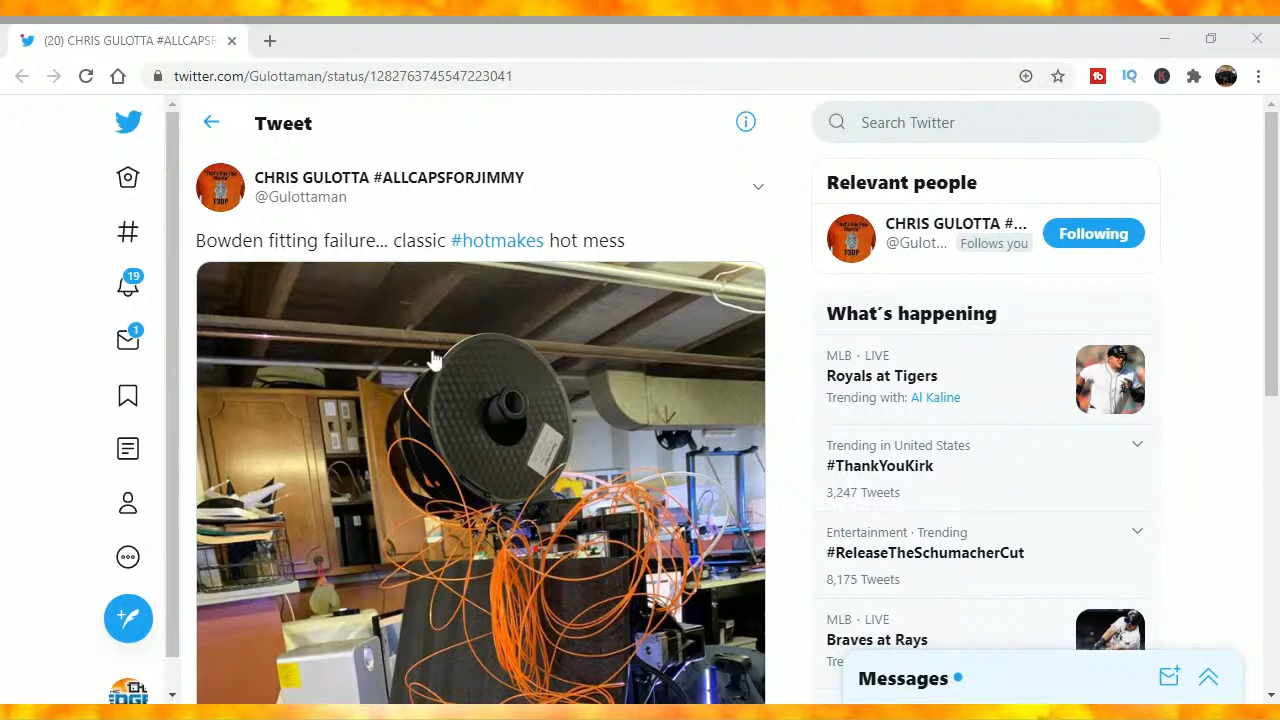 (20) CHRIS GULOTTA #ALLCAPSF
twitter.com/Gulottaman/status/1282763745547223041
Tweet
Search Twitter
CHRIS GULOTTA #ALLCAPSFORJIMMY
@Gulottaman
Bowden fitting failure... classic #hotmakes hot mess
Relevant people
CHRIS GULOTTA #...
@Gulot... Follows you
Following
What's happening
MLB · LIVE
Royals at Tigers
Trending with: Al Kaline
Trending in United States
#ThankYouKirk
3,247 Tweets
Entertainment · Trending
#ReleaseTheSchumacherCut
8,175 Tweets
MLB · LIVE
Braves at Rays
Messages
19
1
IQ
K
T3DP
T3DP